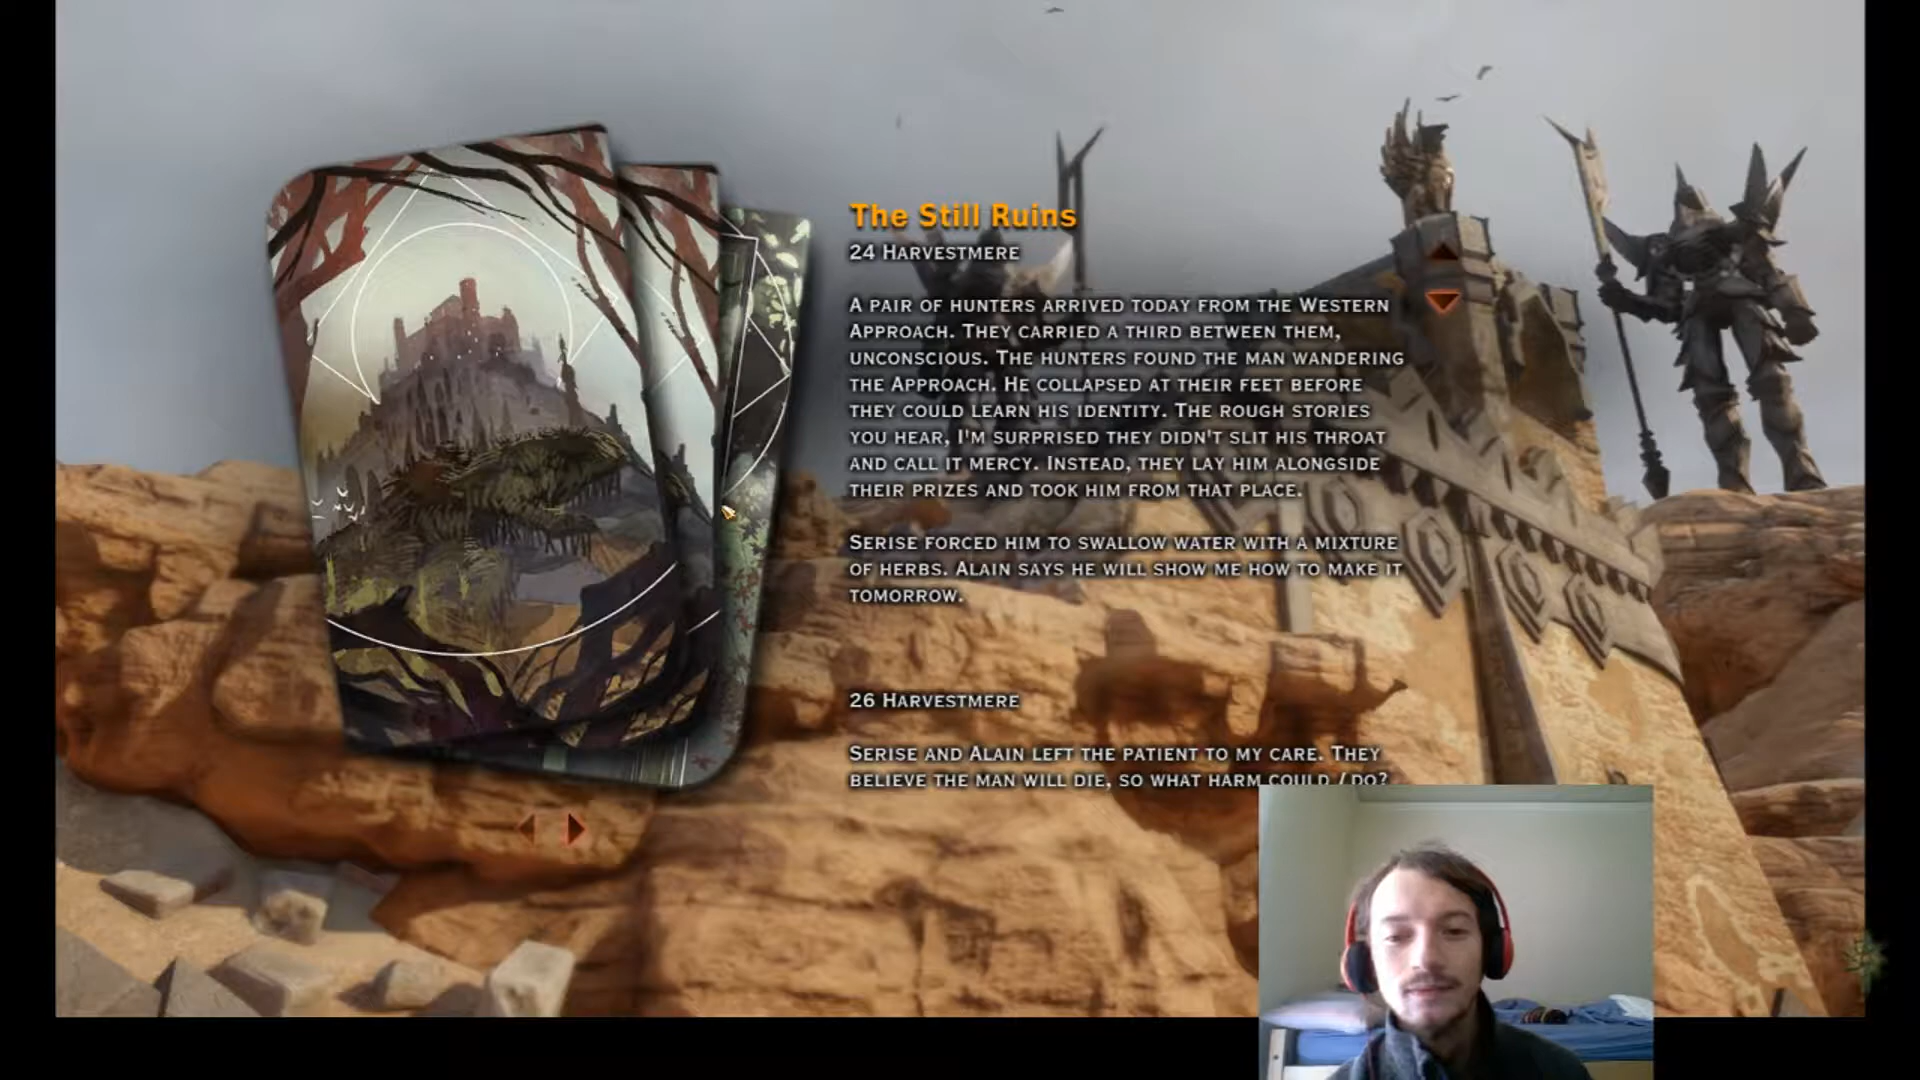 The Still Ruins
24 Harvestmere
A pair of hunters arrived today from the Western
Approach. They carried a third between them,
unconscious. The hunters found the man wandering
the Approach. He collapsed at their feet before
they could learn his identity. The rough stories
you hear, I'm surprised they didn't slit his throat
and call it mercy. Instead, they lay him alongside
their prizes and took him from that place.
Serise forced him to swallow water with a mixture
of herbs. Alain says he will show me how to make it
tomorrow.
26 Harvestmere
Serise and Alain left the patient to my care. They
believe the man will die, so what harm could I do?